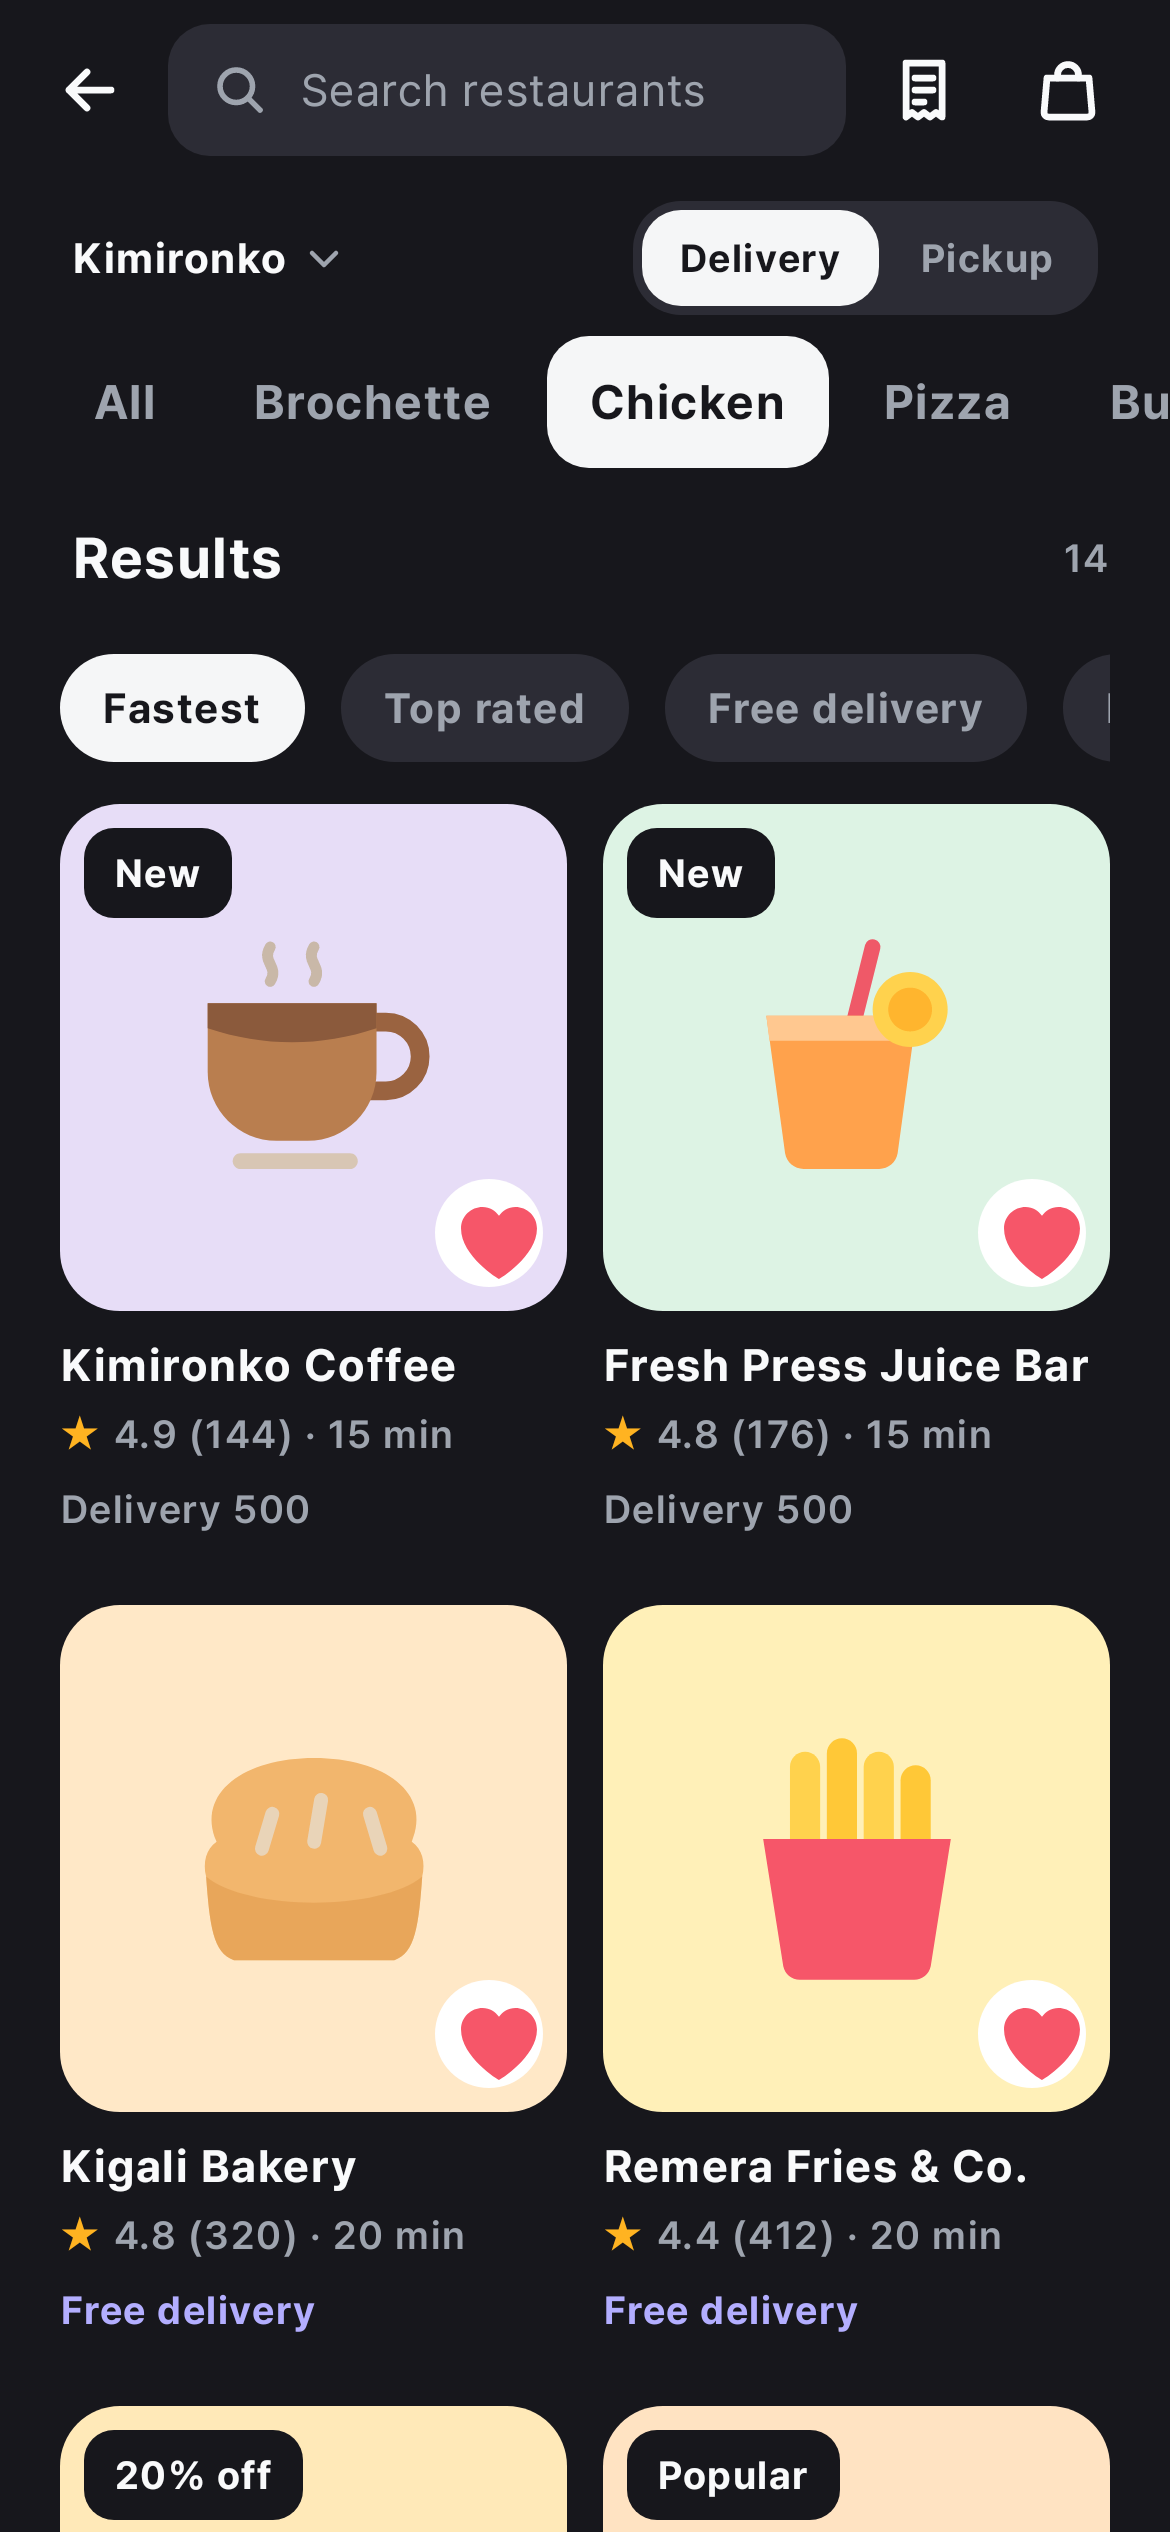 Search restaurants
Kimironko
Delivery
Pickup
All
Brochette
Chicken
Pizza
Bu
Results
14
Fastest
Top rated
Free delivery
New
New
Kimironko Coffee
★ 4.9 (144) · 15 min
Delivery 500
Fresh Press Juice Bar
★ 4.8 (176) · 15 min
Delivery 500
Kigali Bakery
★ 4.8 (320) · 20 min
Free delivery
Remera Fries & Co.
★ 4.4 (412) · 20 min
Free delivery
20% off
Popular